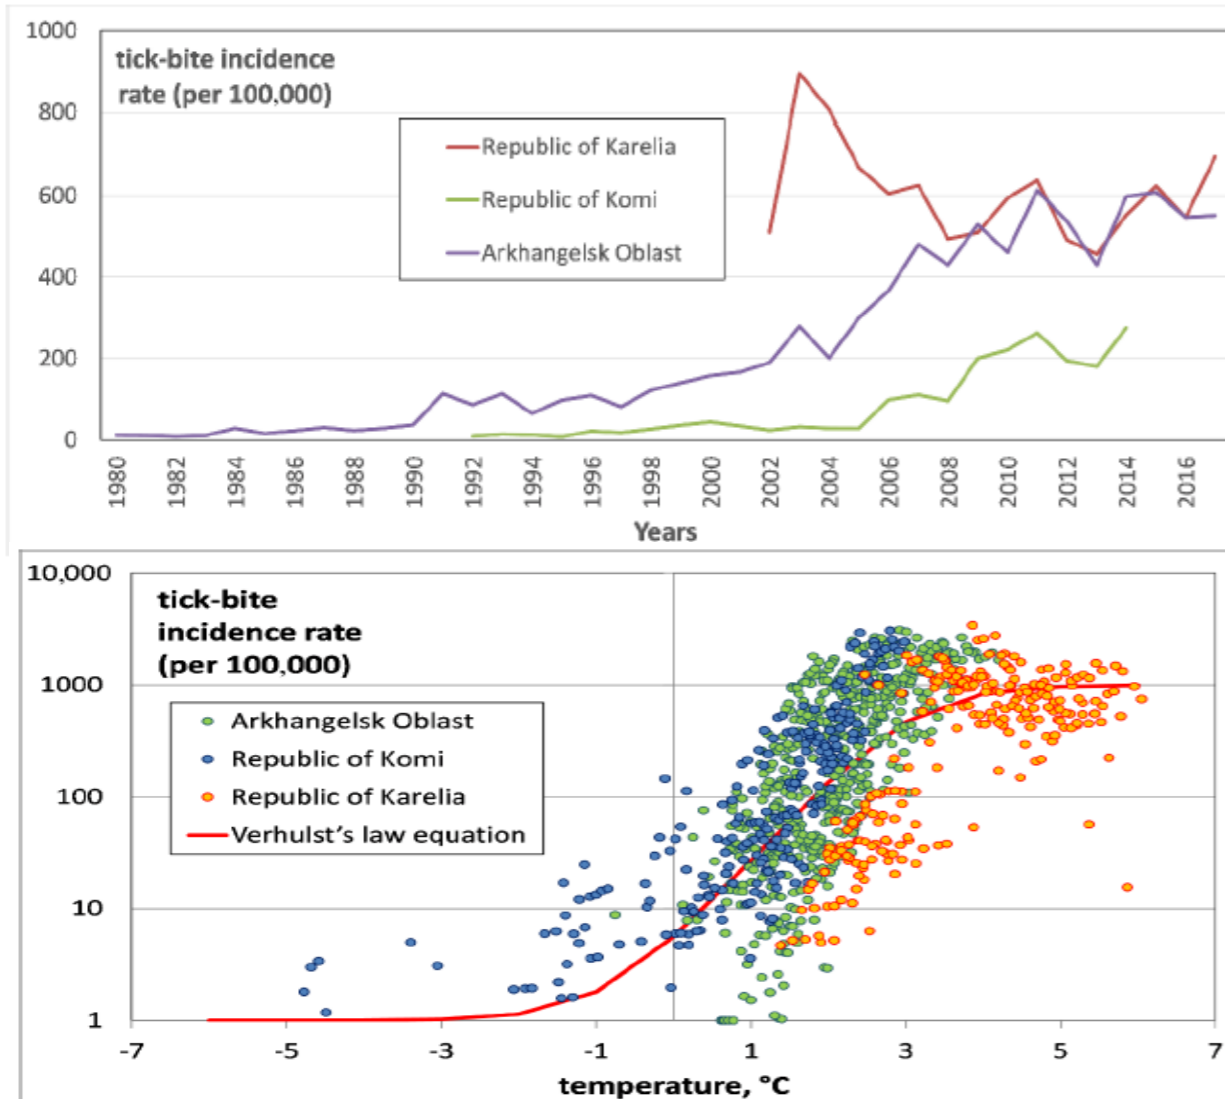 1000
tick-bite incidence
rate (per 100,000)
800
Republic of Karelia
600
Republic of Komi
Arkhangelsk Oblast
400
200
0
1980 1982 1984 1986 1988 1990 1992 1994 1996 1998 2000 2002 2004 2006 2008 2010 2012 2014 2016
Years
10,000
tick-bite
incidence rate
(per 100,000)
1000
Arkhangelsk Oblast
Republic of Komi
100
Republic of Karelia
Verhulst's law equation
10
1
-7 -5 -3 -1 1 3 5 7
temperature, °C